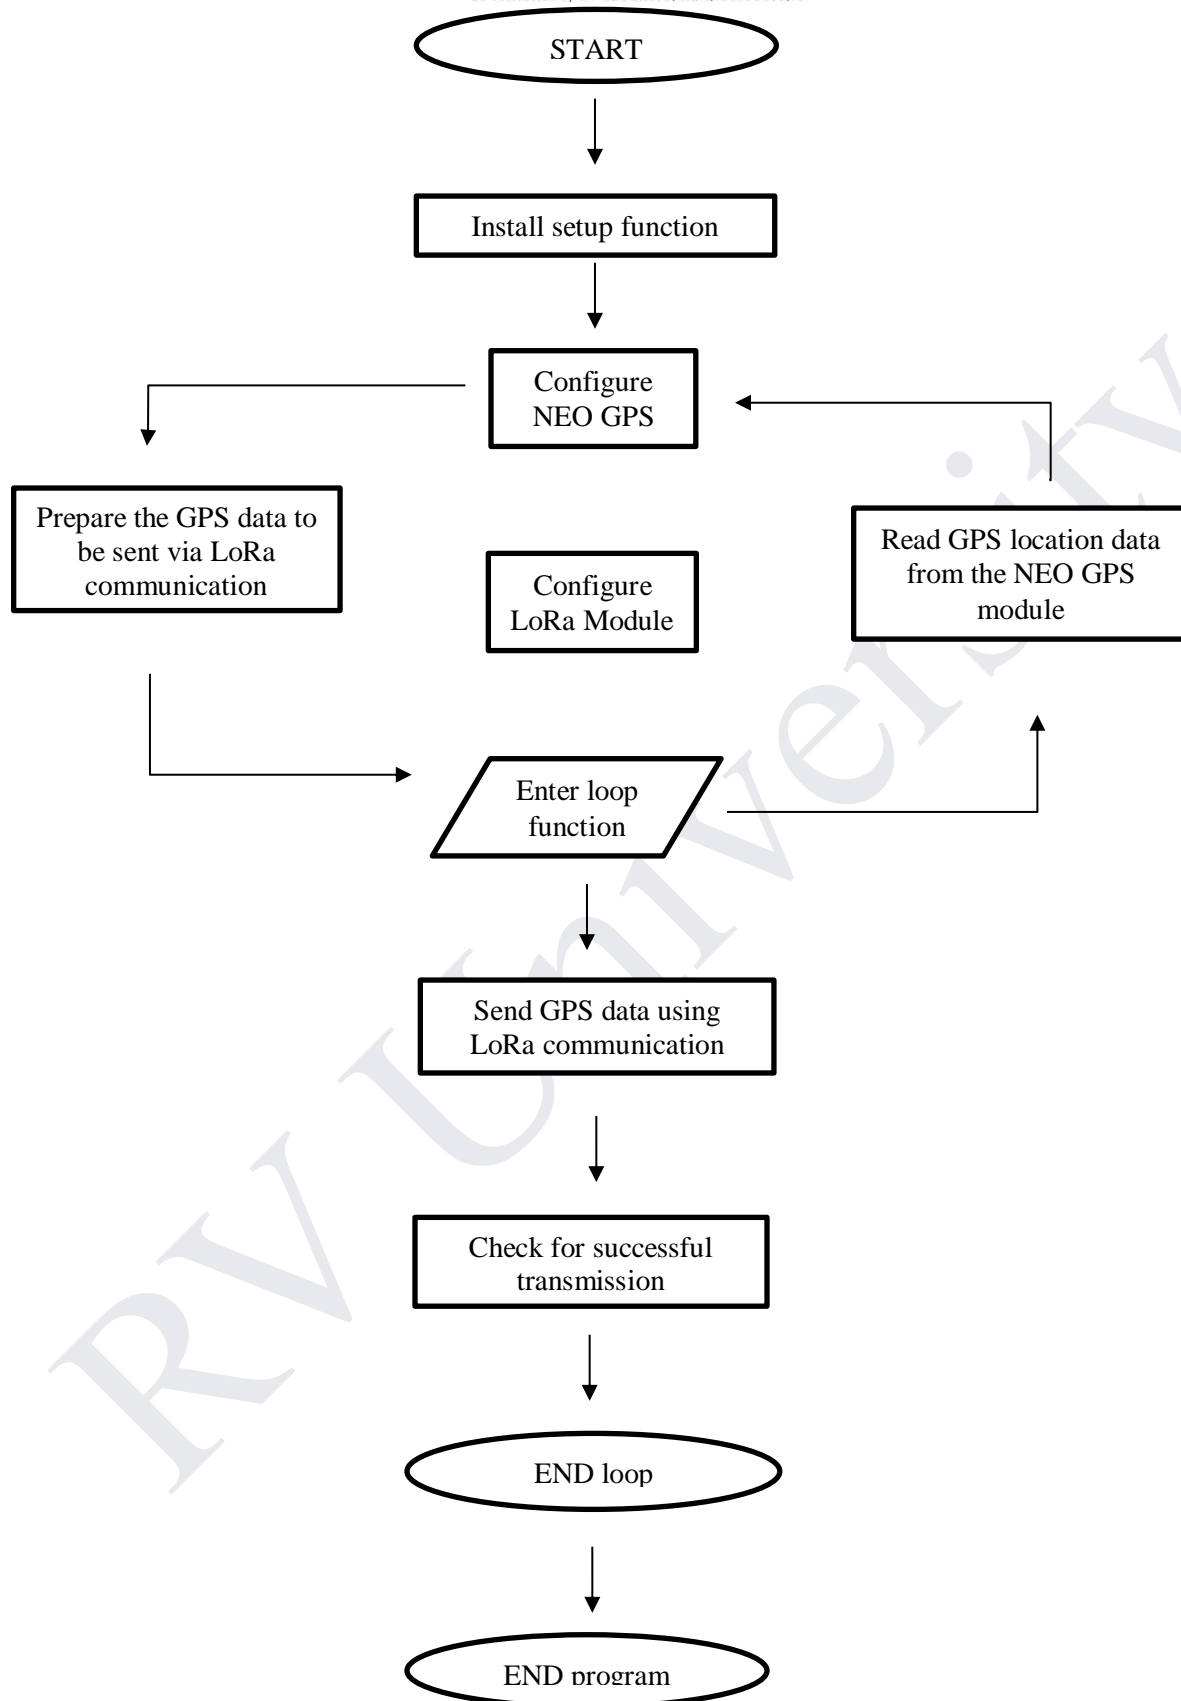 START
Install setup function
Configure
NEO GPS
Prepare the GPS data to
be sent via LoRa
communication
Configure
LoRa Module
Read GPS location data
from the NEO GPS
module
Enter loop
function
Send GPS data using
LoRa communication
Check for successful
transmission
END loop
END program
RV University